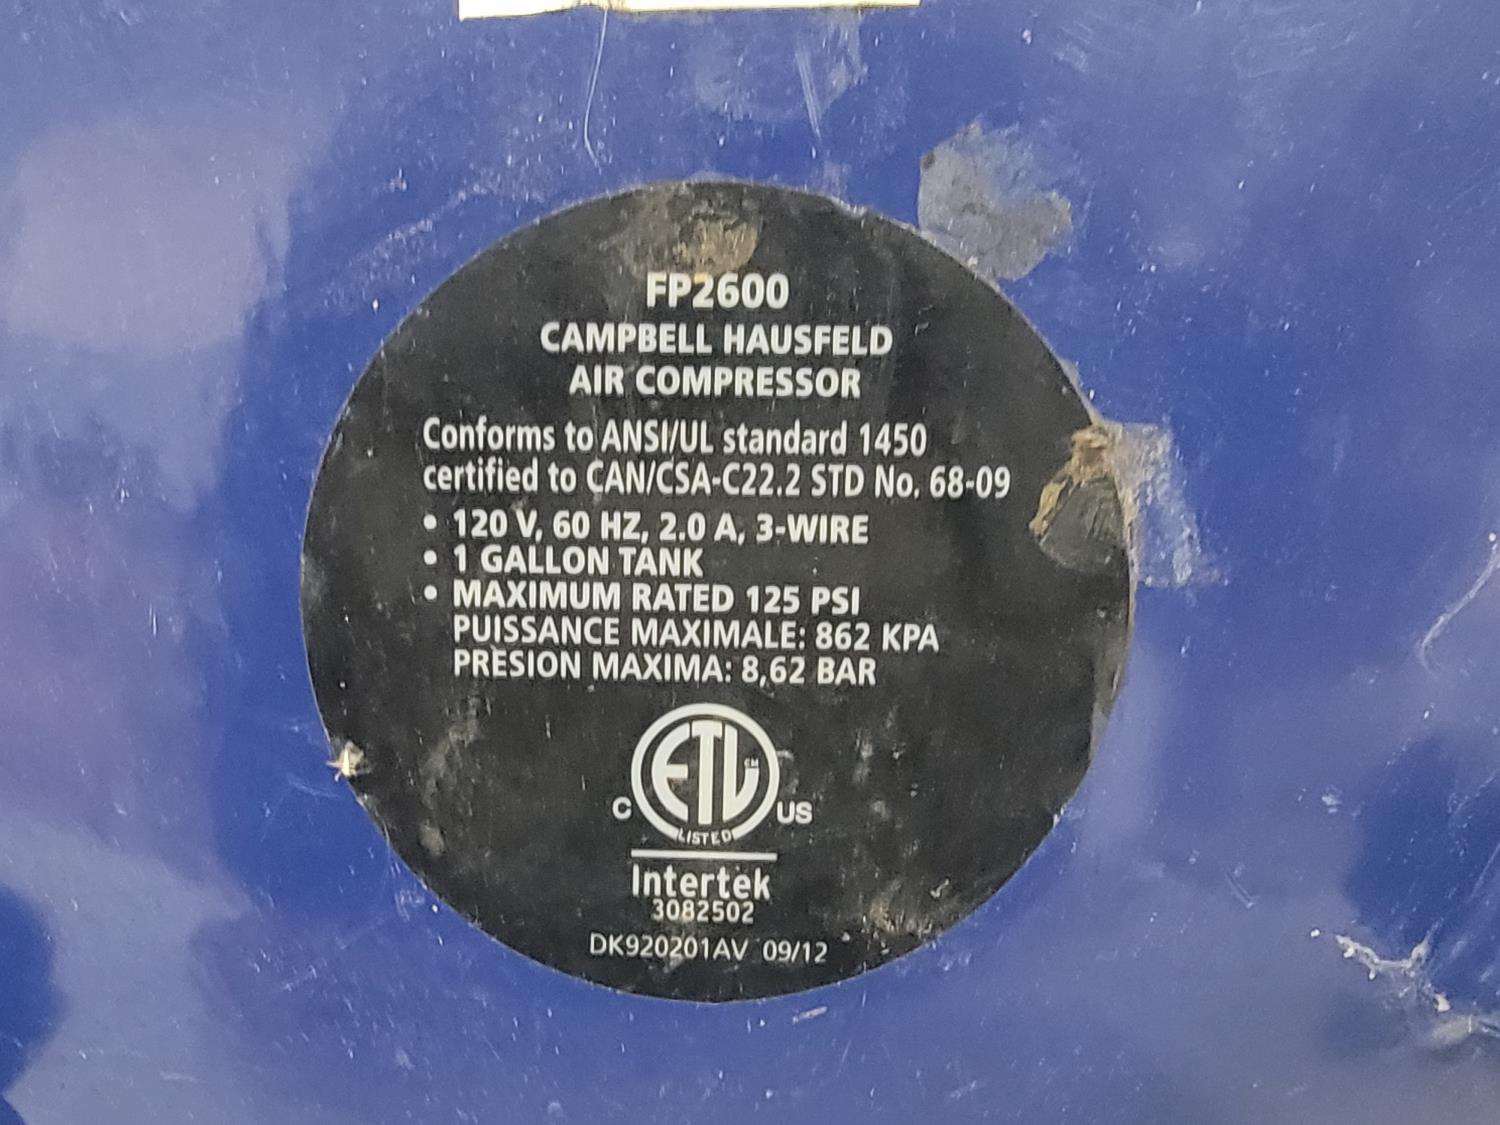 FP2600
CAMPBELL HAUSFELD
AIR COMPRESSOR
Conforms to ANSI/UL standard 1450
certified to CAN/CSA-C22.2 STD No. 68-09
• 120 V, 60 HZ, 2.0 A, 3-WIRE
• 1 GALLON TANK
• MAXIMUM RATED 125 PSI
PUISSANCE MAXIMALE: 862 KPA
PRESION MAXIMA: 8,62 BAR
ETL CM
C LISTED US
Intertek
3082502
DK920201AV 09/12